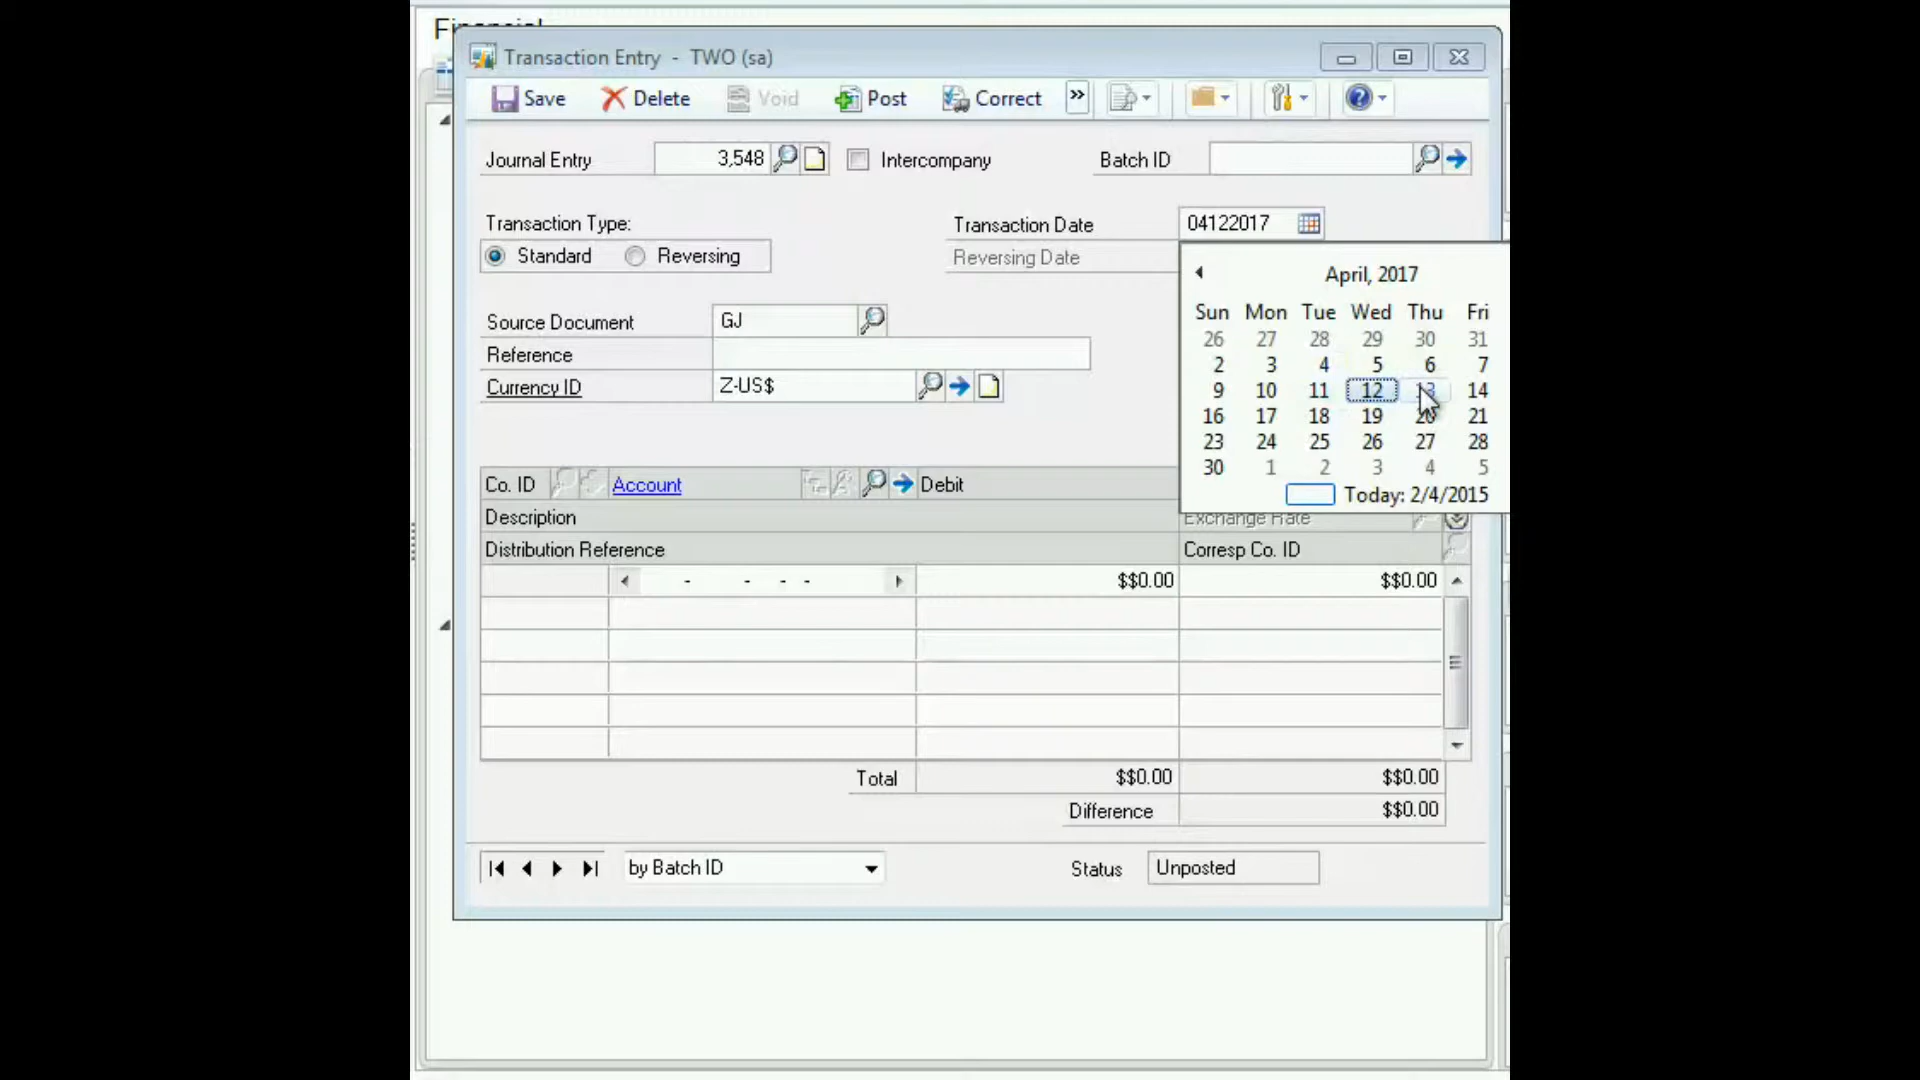 Financial
Transaction Entry - TWO (sa)
Save Delete Void Post Correct »
Journal Entry 3,548 Intercompany Batch ID
Transaction Type: Transaction Date 04122017
Standard Reversing Reversing Date
April, 2017
Sun Mon Tue Wed Thu Fri
26 27 28 29 30 31
2 3 4 5 6 7
9 10 11 12 13 14
16 17 18 19 20 21
23 24 25 26 27 28
30 1 2 3 4 5
Today: 2/4/2015
Source Document GJ
Reference
Currency ID Z-US$
Co. ID Account Debit
Description Exchange Rate
Distribution Reference Corresp Co. ID
- - - - $$0.00 $$0.00
Total $$0.00 $$0.00
Difference $$0.00
by Batch ID Status Unposted